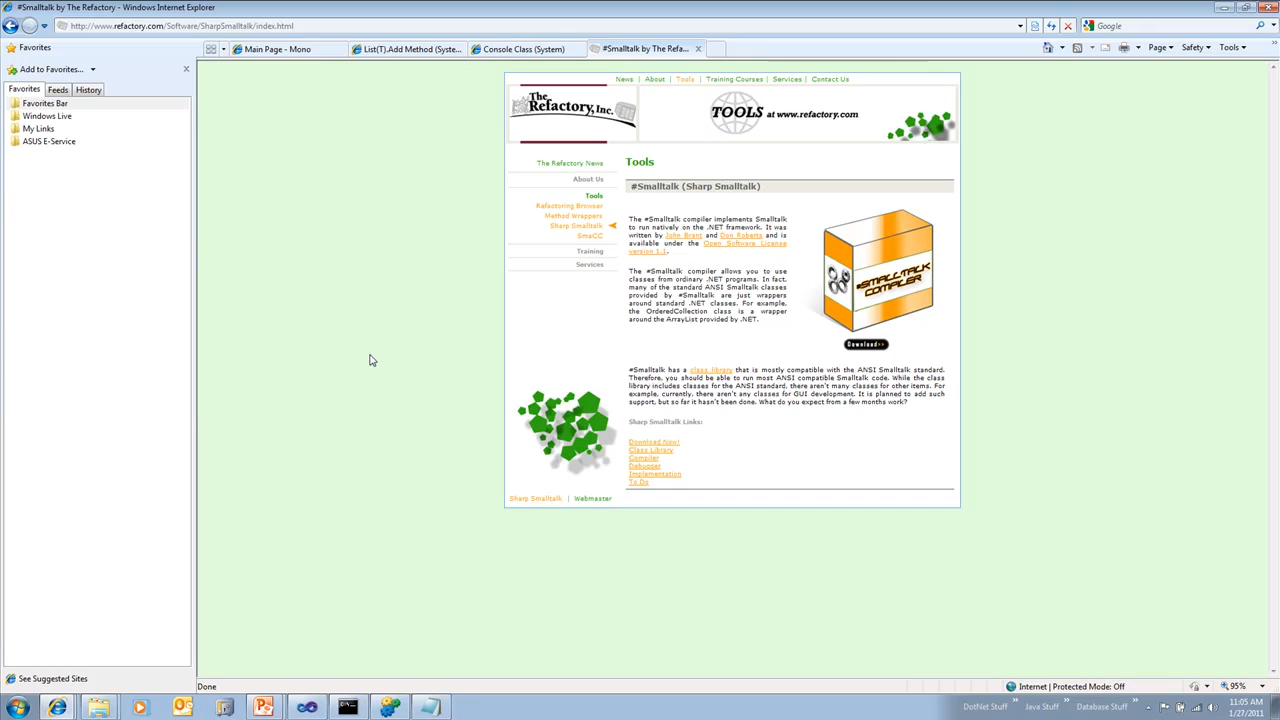 #Smalltalk by The Refactory - Windows Internet Explorer
http://www.refactory.com/Software/SharpSmalltalk/index.html
Google
Favorites
Main Page - Mono
List(T).Add Method (Syste...
Console Class (System)
#Smalltalk by The Refa...
Page
Safety
Tools
Add to Favorites...
Favorites
Feeds
History
Favorites Bar
Windows Live
My Links
ASUS E-Service
See Suggested Sites
News | About | Tools | Training Courses | Services | Contact Us
The Refactory, Inc.
TOOLS at www.refactory.com
The Refactory News
About Us
Tools
Refactoring Browser
Method Wrappers
Sharp Smalltalk
SmaCC
Training
Services
Tools
#Smalltalk (Sharp Smalltalk)
The #Smalltalk compiler implements Smalltalk
to run natively on the .NET framework. It was
written by John Brant and Don Roberts and is
available under the Open Software License
version 1.1.
The #Smalltalk compiler allows you to use
classes from ordinary .NET programs. In fact,
many of the standard ANSI Smalltalk classes
provided by #Smalltalk are just wrappers
around standard .NET classes. For example,
the OrderedCollection class is a wrapper
around the ArrayList provided by .NET.
#SMALLTALK
COMPILER
Download>>
#Smalltalk has a class library that is mostly compatible with the ANSI Smalltalk standard.
Therefore, you should be able to run most ANSI compatible Smalltalk code. While the class
library includes classes for the ANSI standard, there aren't many classes for other items. For
example, currently, there aren't any classes for GUI development. It is planned to add such
support, but so far it hasn't been done. What do you expect from a few months work?
Sharp Smalltalk Links:
Download Now!
Class Library
Compiler
Debugger
Implementation
To Do
Sharp Smalltalk | Webmaster
Done
Internet | Protected Mode: Off
95%
DotNet Stuff
Java Stuff
Database Stuff
11:05 AM
1/27/2011